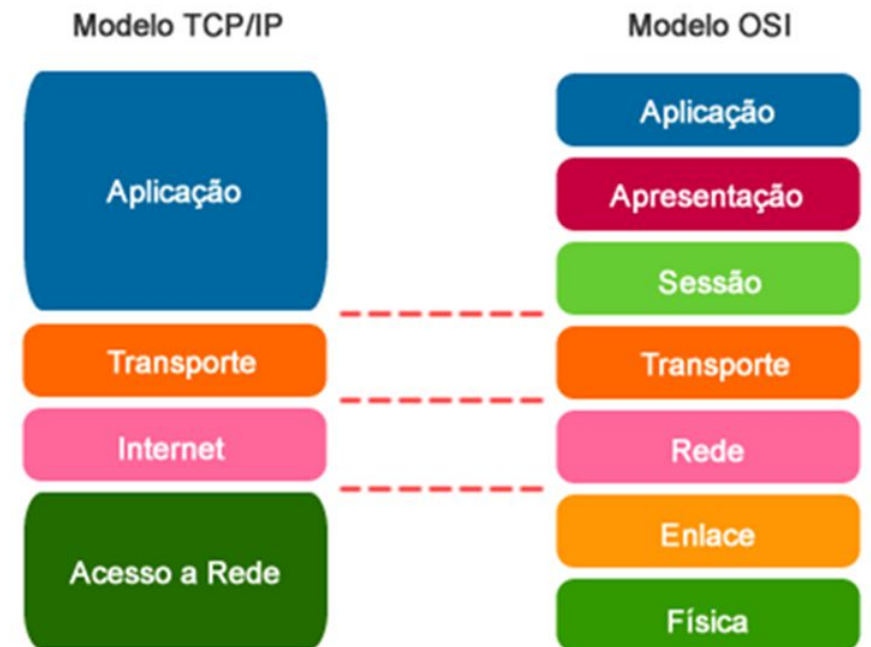 Modelo TCP/IP
Aplicação
Transporte
Internet
Acesso a Rede
Modelo OSI
Aplicação
Apresentação
Sessão
Transporte
Rede
Enlace
Física